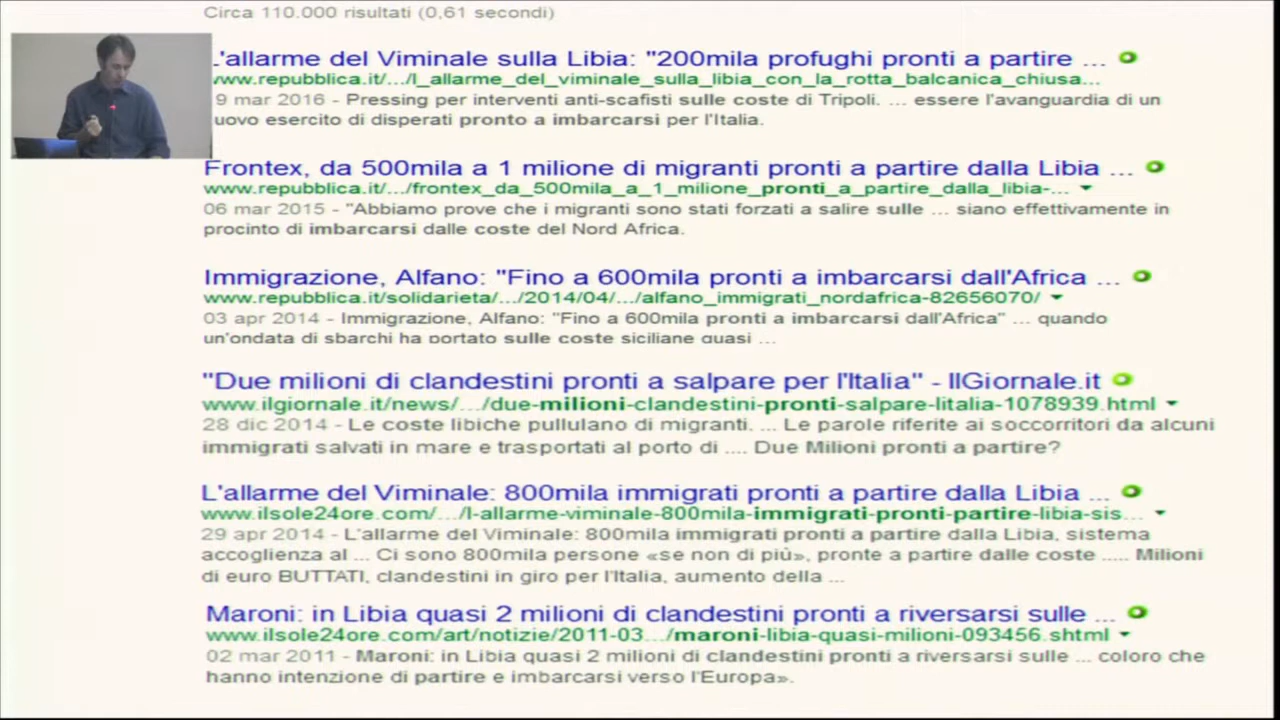 Circa 110.000 risultati (0,61 secondi)
L'allarme del Viminale sulla Libia: "200mila profughi pronti a partire ...
www.repubblica.it/.../l_allarme_del_viminale_sulla_libia_con_la_rotta_balcanica_chiusa...
9 mar 2016 - Pressing per interventi anti-scafisti sulle coste di Tripoli. ... essere l'avanguardia di un
uovo esercito di disperati pronto a imbarcarsi per l'Italia.
Frontex, da 500mila a 1 milione di migranti pronti a partire dalla Libia ...
www.repubblica.it/.../frontex_da_500mila_a_1_milione_pronti_a_partire_dalla_libia-...
06 mar 2015 - "Abbiamo prove che i migranti sono stati forzati a salire sulle ... siano effettivamente in
procinto di imbarcarsi dalle coste del Nord Africa.
Immigrazione, Alfano: "Fino a 600mila pronti a imbarcarsi dall'Africa ...
www.repubblica.it/solidarieta/.../2014/04/.../alfano_immigrati_nordafrica-82656070/
03 apr 2014 - Immigrazione, Alfano: "Fino a 600mila pronti a imbarcarsi dall'Africa" ... quando
un'ondata di sbarchi ha portato sulle coste siciliane quasi ...
"Due milioni di clandestini pronti a salpare per l'Italia" - IlGiornale.it
www.ilgiornale.it/news/.../due-milioni-clandestini-pronti-salpare-litalia-1078939.html
28 dic 2014 - Le coste libiche pullulano di migranti. ... Le parole riferite ai soccorritori da alcuni
immigrati salvati in mare e trasportati al porto di .... Due Milioni pronti a partire?
L'allarme del Viminale: 800mila immigrati pronti a partire dalla Libia ...
www.ilsole24ore.com/.../l-allarme-viminale-800mila-immigrati-pronti-partire-libia-sis...
29 apr 2014 - L'allarme del Viminale: 800mila immigrati pronti a partire dalla Libia, sistema
accoglienza al ... Ci sono 800mila persone «se non di più», pronte a partire dalle coste ..... Milioni
di euro BUTTATI, clandestini in giro per l'Italia, aumento della ...
Maroni: in Libia quasi 2 milioni di clandestini pronti a riversarsi sulle ...
www.ilsole24ore.com/art/notizie/2011-03.../maroni-libia-quasi-milioni-093456.shtml
02 mar 2011 - Maroni: in Libia quasi 2 milioni di clandestini pronti a riversarsi sulle ... coloro che
hanno intenzione di partire e imbarcarsi verso l'Europa».